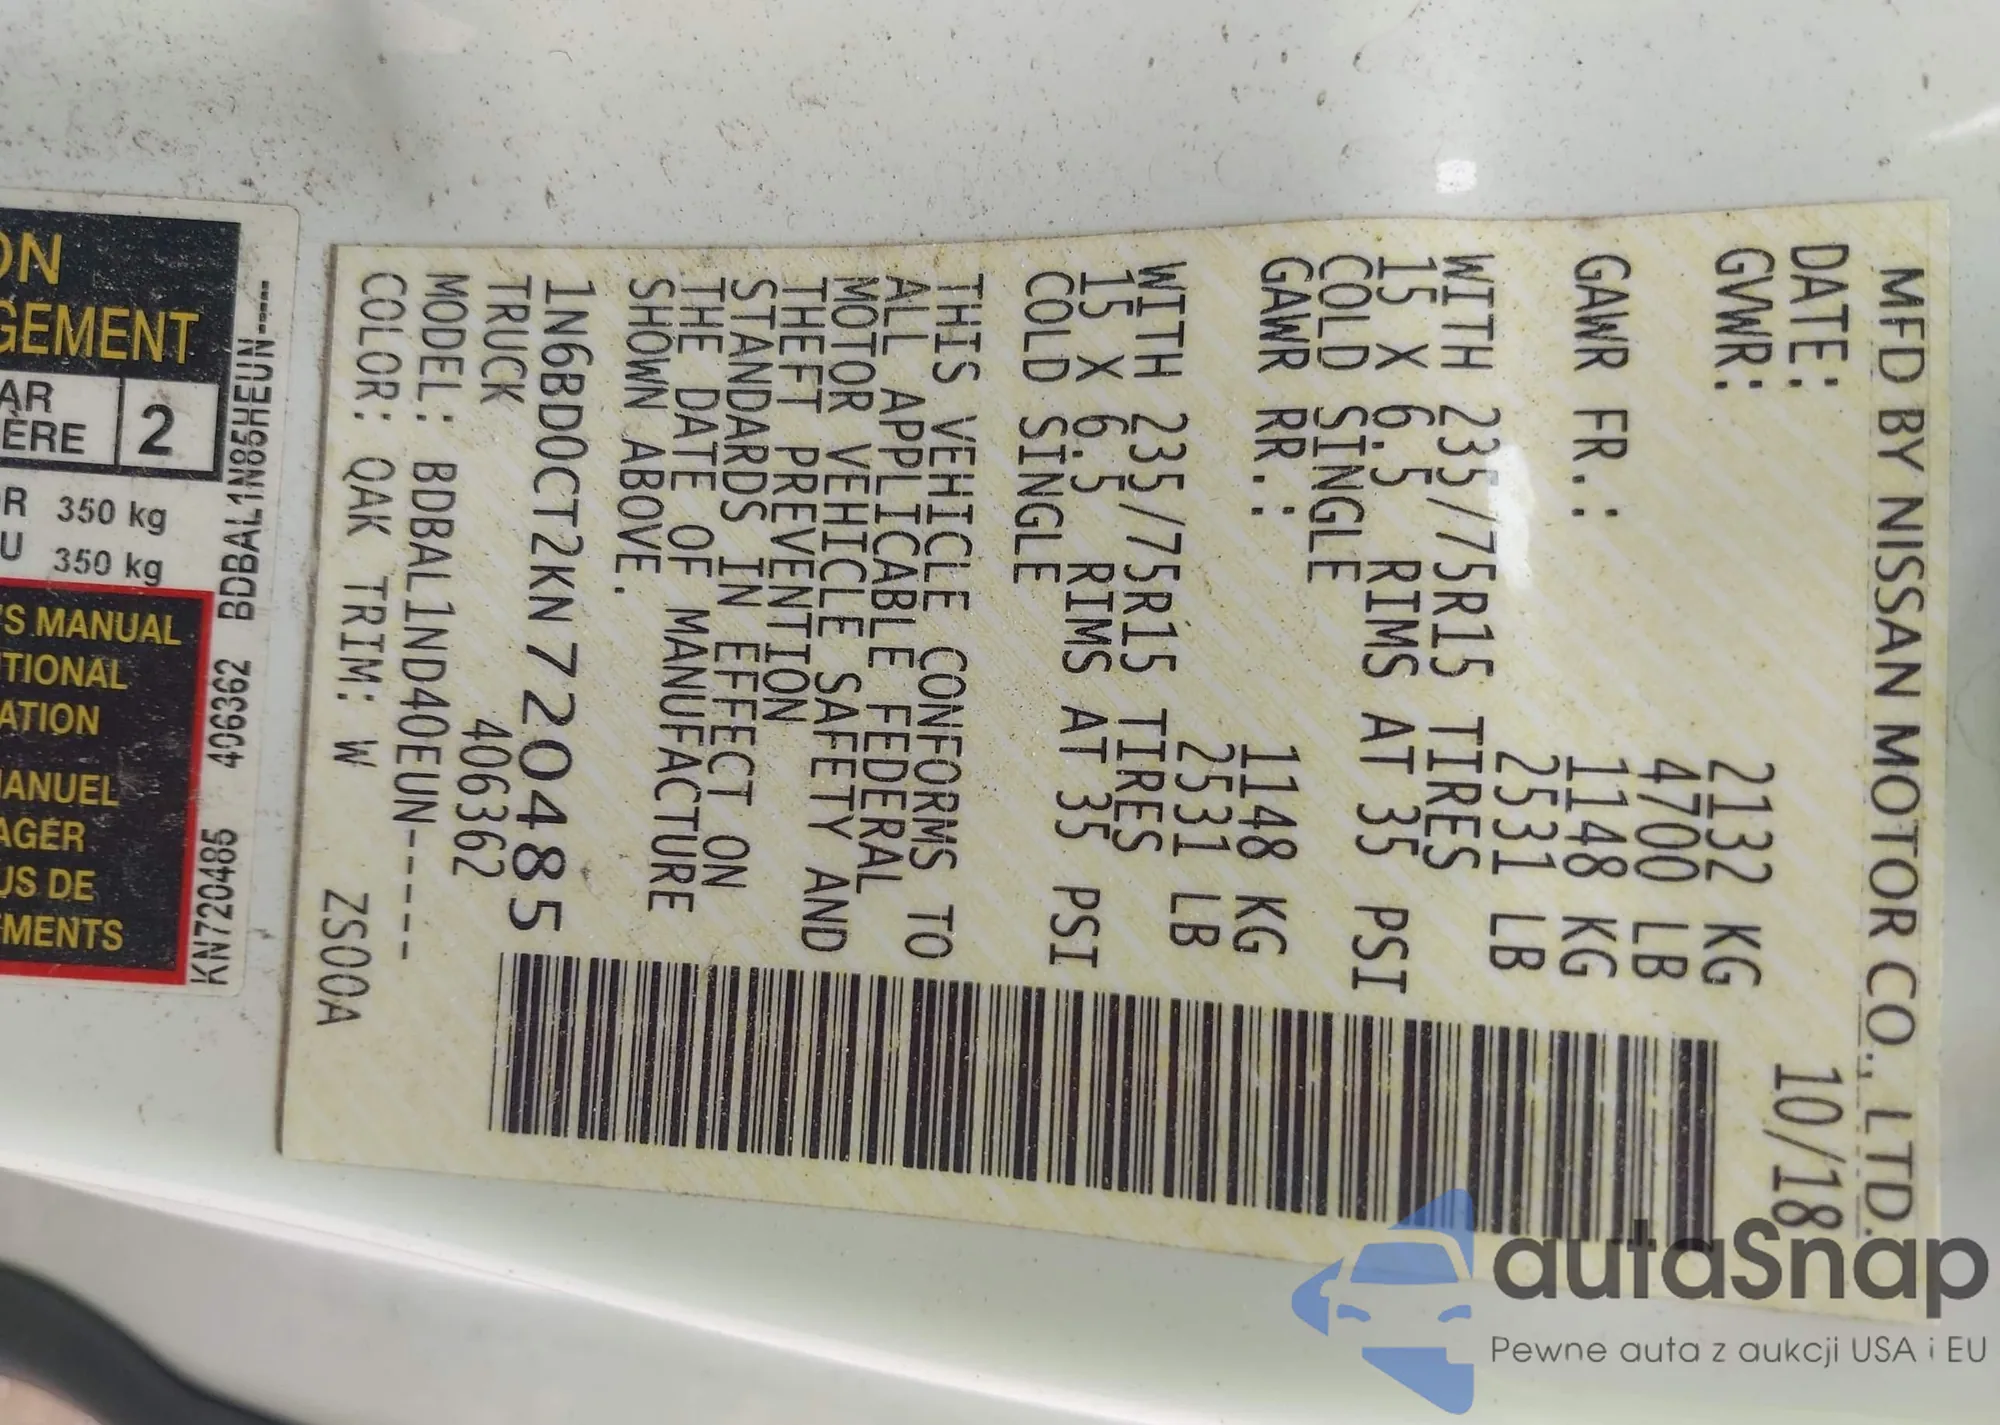 MFD BY NISSAN MOTOR CO., LTD.
DATE: 10/18
GVWR: 2132 KG
4700 LB
GAWR FR.: 1148 KG
2531 LB
WITH 235/75R15 TIRES
15 X 6.5 RIMS AT 35 PSI
COLD SINGLE
GAWR RR.: 1148 KG
2531 LB
WITH 235/75R15 TIRES
15 X 6.5 RIMS AT 35 PSI
COLD SINGLE
THIS VEHICLE CONFORMS TO
ALL APPLICABLE FEDERAL
MOTOR VEHICLE SAFETY AND
THEFT PREVENTION
STANDARDS IN EFFECT ON
THE DATE OF MANUFACTURE
SHOWN ABOVE.
1N6BD0CT2KN720485
TRUCK 406362
MODEL: BDBAL1ND40EUN-----
COLOR: QAK TRIM: W ZS00A
ON
GEMENT
AR
ÈRE
2
R 350 kg
U 350 kg
'S MANUAL
TIONAL
ATION
MANUEL
AGER
US DE
MENTS
BDBAL1N85HEUN---- 406362 KN720485
autaSnap
Pewne auta z aukcji USA i EU